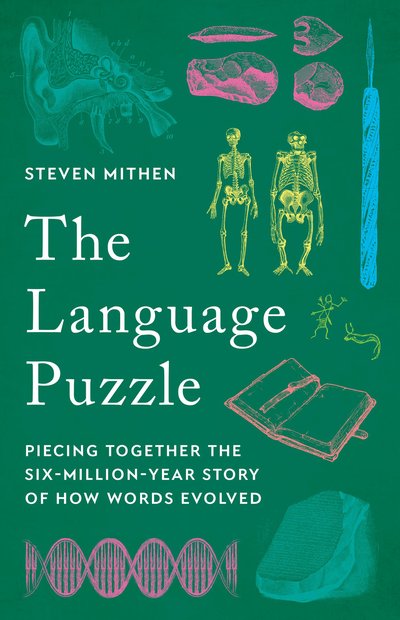 STEVEN MITHEN
The
Language
Puzzle
PIECING TOGETHER THE
SIX-MILLION-YEAR STORY
OF HOW WORDS EVOLVED